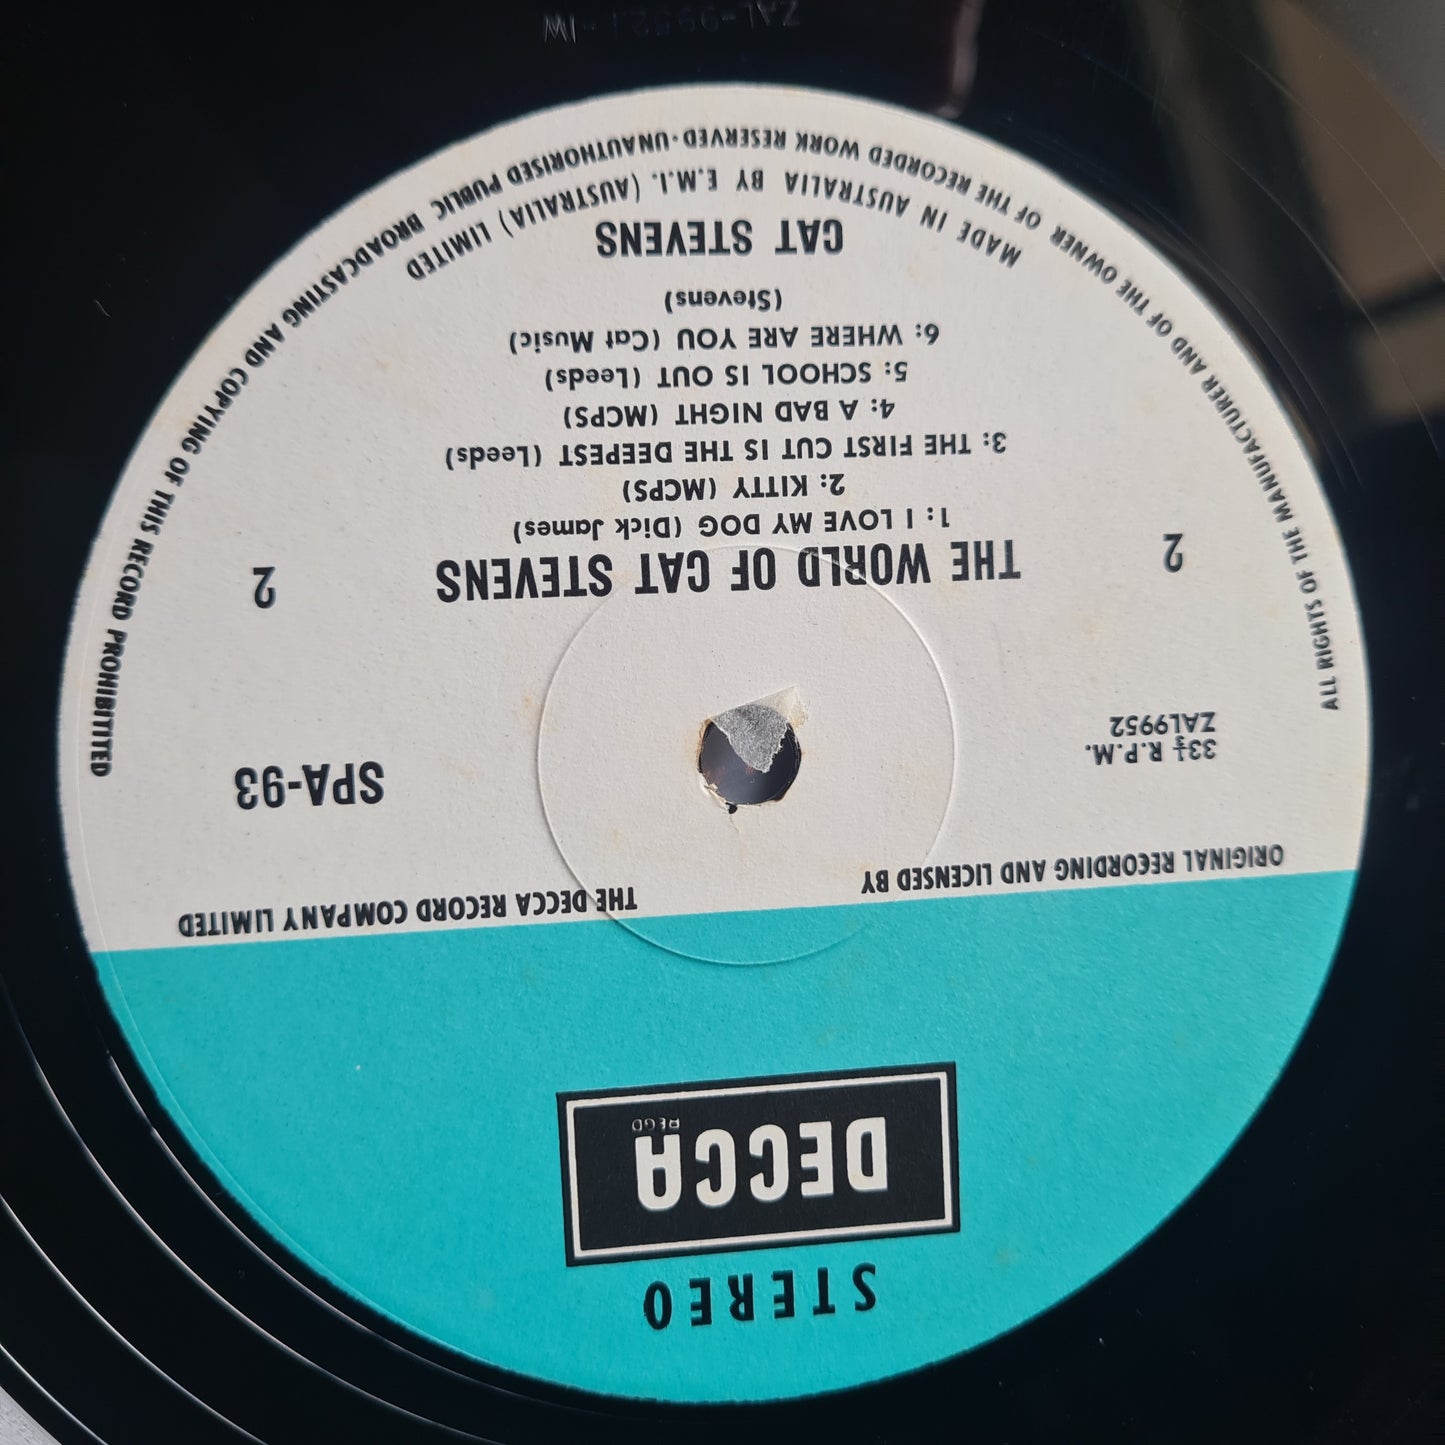 STEREO
DECCA
REGD
ORIGINAL RECORDING AND LICENSED BY
THE DECCA RECORD COMPANY LIMITED
33⅓ R.P.M.
ZAL9952
SPA-93
2
2
THE WORLD OF CAT STEVENS
1: I LOVE MY DOG (Dick James)
2: KITTY (MCPS)
3: THE FIRST CUT IS THE DEEPEST (Leeds)
4: A BAD NIGHT (MCPS)
5: SCHOOL IS OUT (Leeds)
6: WHERE ARE YOU (Cat Music)
(Stevens)
CAT STEVENS
MADE IN AUSTRALIA BY E.M.I. (AUSTRALIA) LIMITED
ALL RIGHTS OF THE MANUFACTURER AND OF THE OWNER OF THE RECORDED WORK RESERVED·UNAUTHORISED PUBLIC BROADCASTING AND COPYING OF THIS RECORD PROHIBITITED